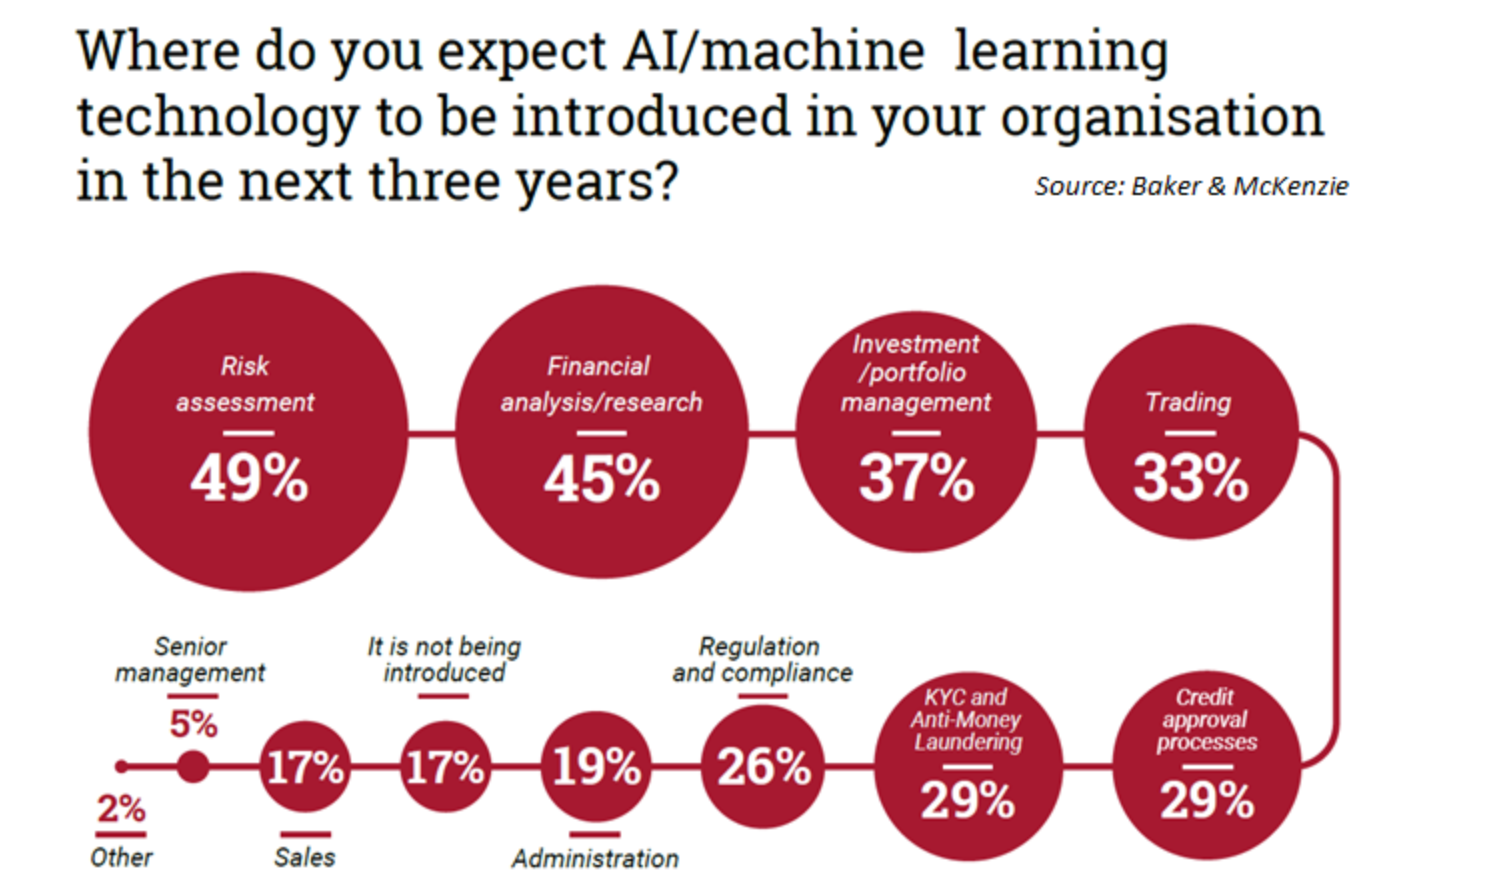 Where do you expect AI/machine learning
technology to be introduced in your organisation
in the next three years?
Source: Baker & McKenzie
Risk
assessment
49%
Financial
analysis/research
45%
Investment
/portfolio
management
37%
Trading
33%
Credit
approval
processes
29%
KYC and
Anti-Money
Laundering
29%
Regulation
and compliance
26%
19%
Administration
It is not being
introduced
17%
17%
Sales
Senior
management
5%
2%
Other